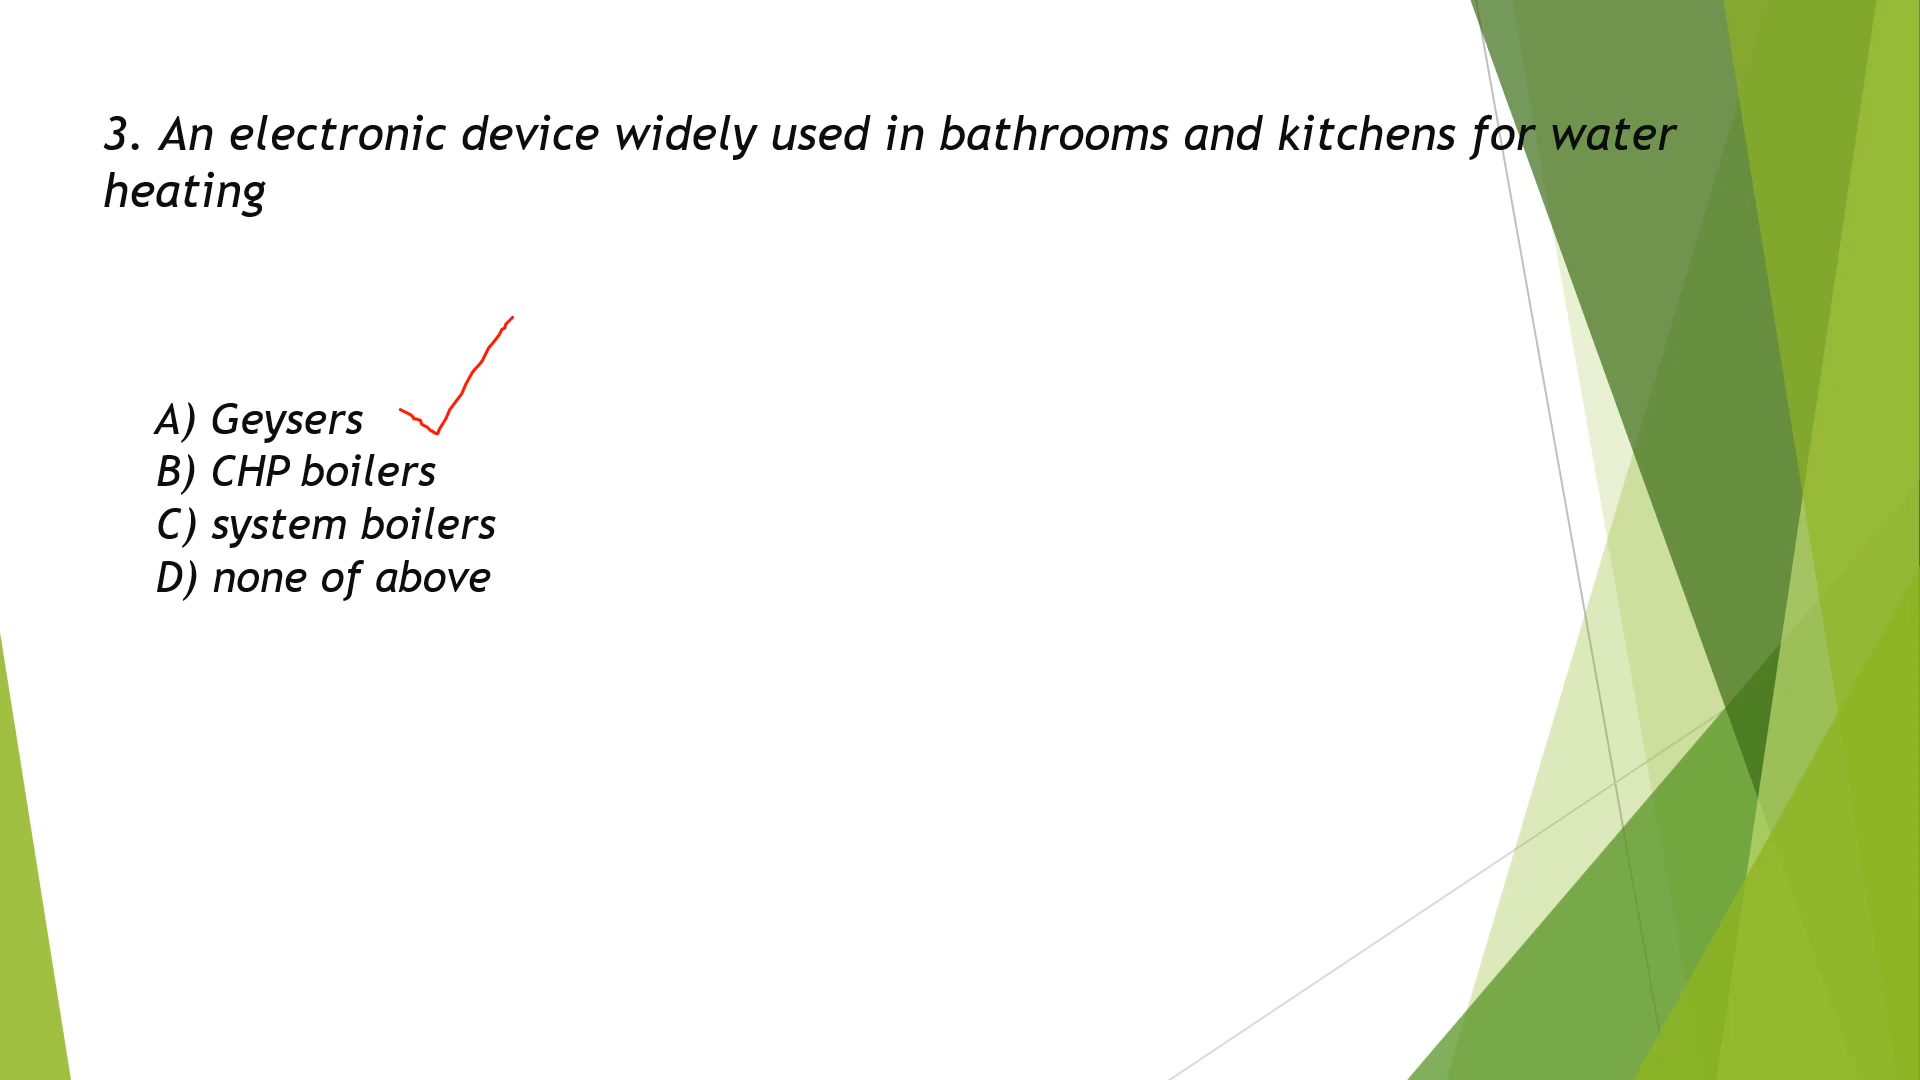 3. An electronic device widely used in bathrooms and kitchens for water
heating
A) Geysers
B) CHP boilers
C) system boilers
D) none of above